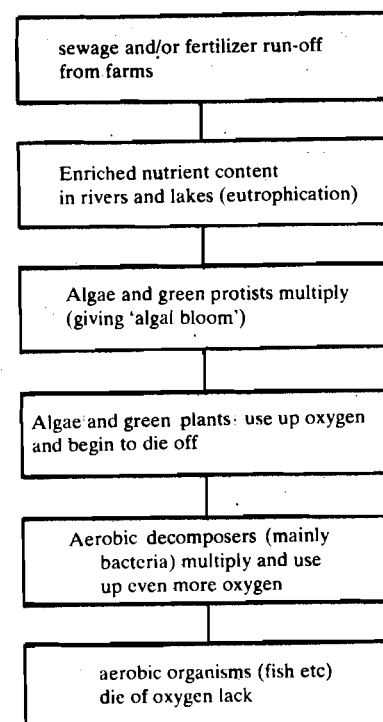 sewage and/or fertilizer run-off
from farms
Enriched nutrient content
in rivers and lakes (eutrophication)
Algae and green protists multiply
(giving 'algal bloom')
Algae and green plants use up oxygen
and begin to die off
Aerobic decomposers (mainly
bacteria) multiply and use
up even more oxygen
aerobic organisms (fish etc)
die of oxygen lack